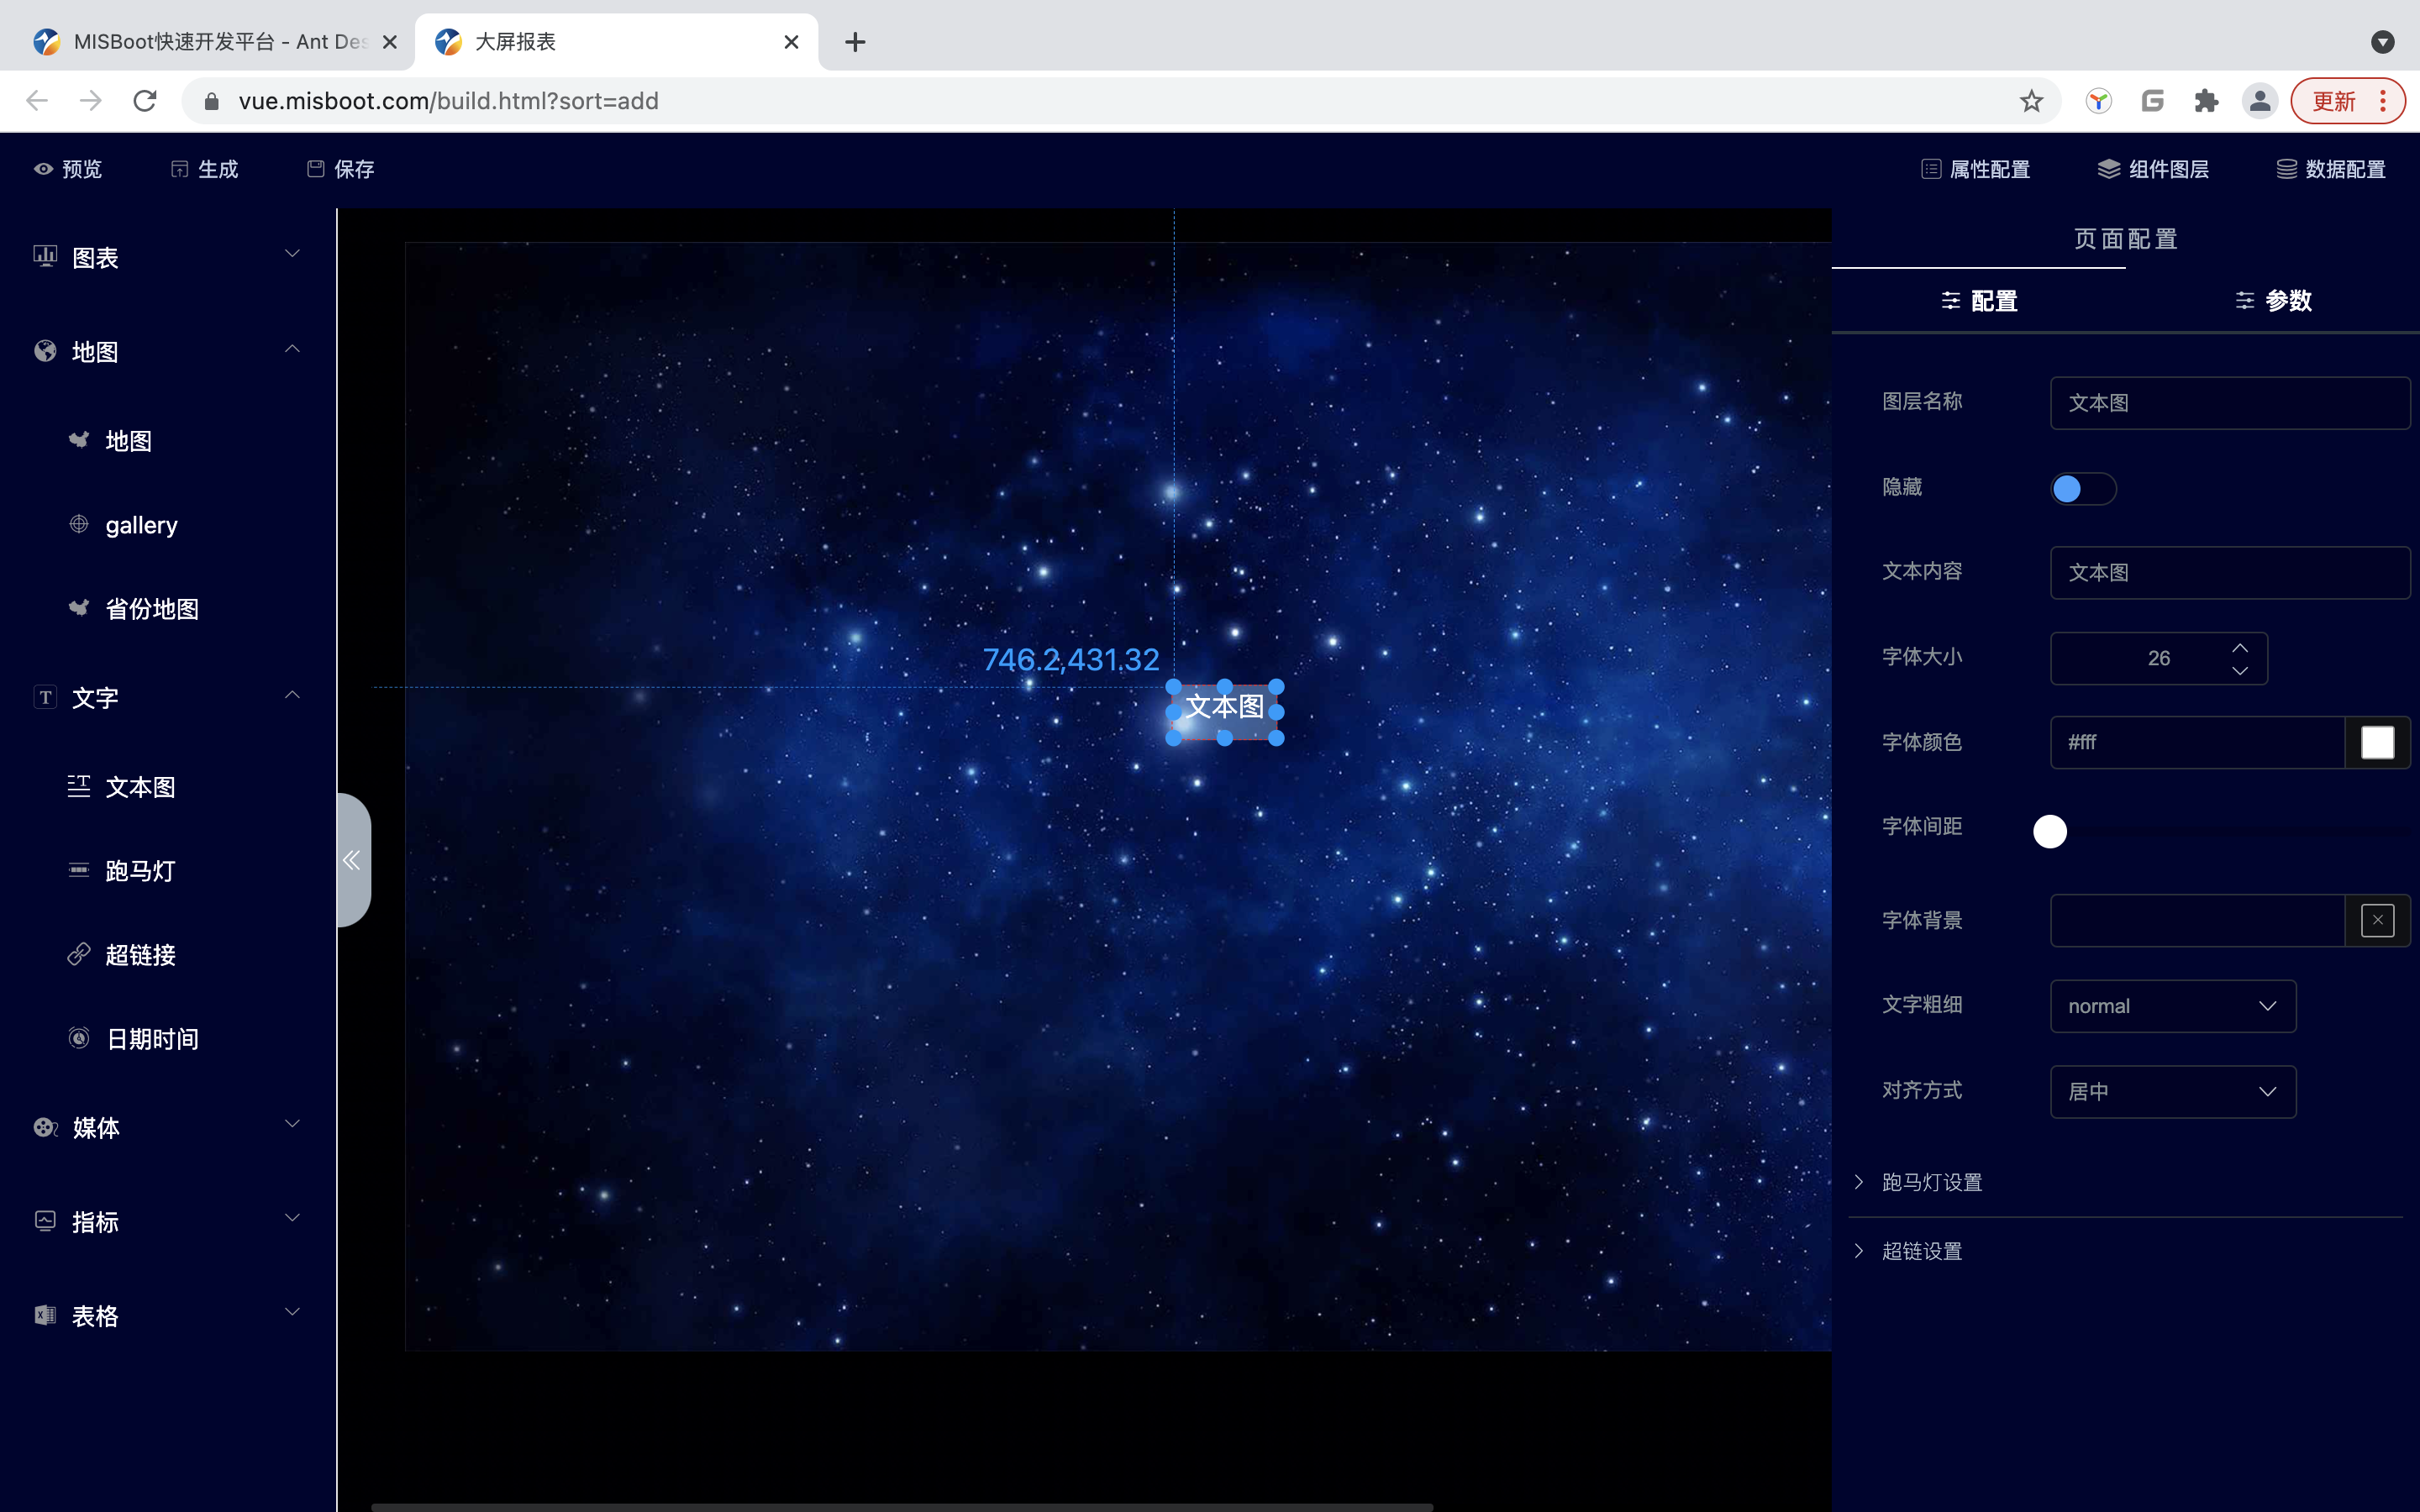 MISBoot快速开发平台 - Ant Des
大屏报表
vue.misboot.com/build.html?sort=add
更新
预览
生成
保存
属性配置
组件图层
数据配置
图表
地图
地图
gallery
省份地图
文字
文本图
跑马灯
超链接
日期时间
媒体
指标
表格
746.2,431.32
文本图
页面配置
配置
参数
图层名称
文本图
隐藏
文本内容
文本图
字体大小
26
字体颜色
#fff
字体间距
字体背景
文字粗细
normal
对齐方式
居中
跑马灯设置
超链设置